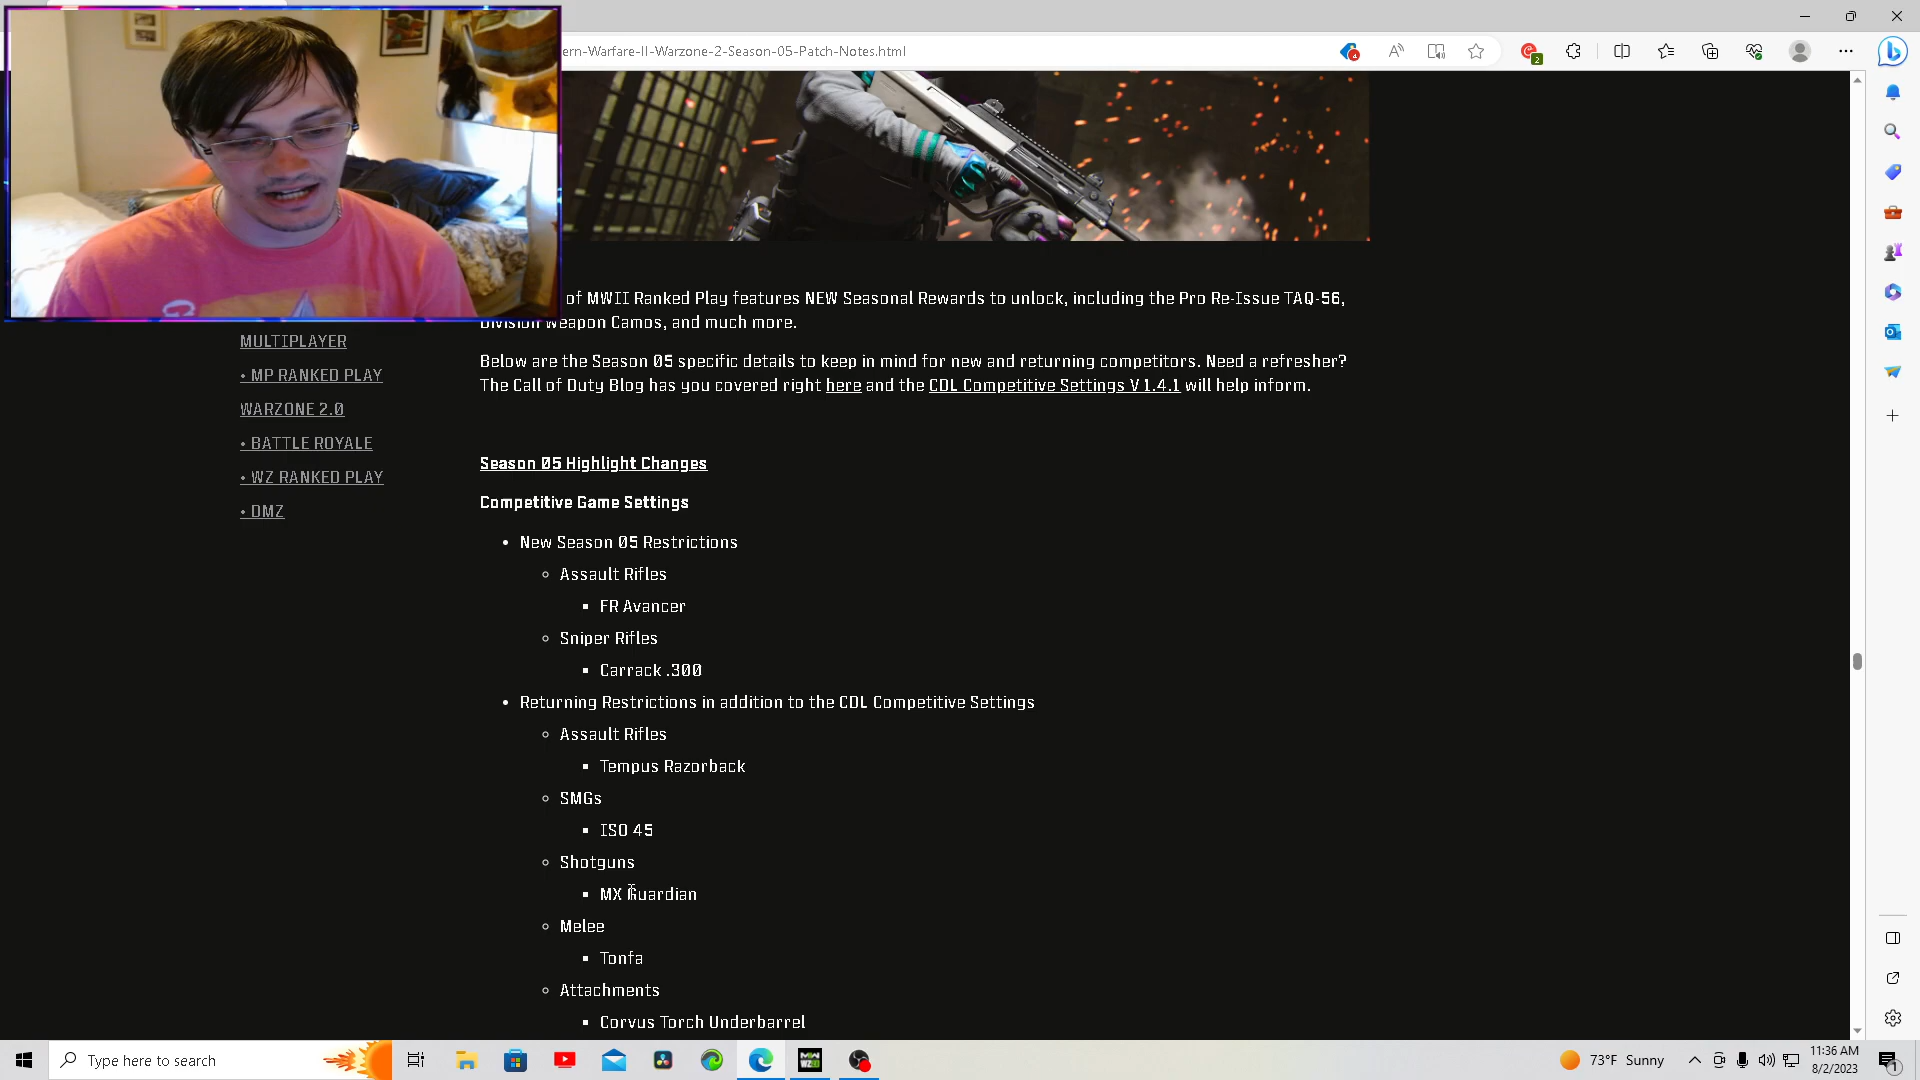 ern-Warfare-II-Warzone-2-Season-05-Patch-Notes.html
of MWII Ranked Play features NEW Seasonal Rewards to unlock, including the Pro Re-Issue TAQ-56,
Division Weapon Camos, and much more.
MULTIPLAYER
• MP RANKED PLAY
WARZONE 2.0
• BATTLE ROYALE
• WZ RANKED PLAY
• DMZ
Below are the Season 05 specific details to keep in mind for new and returning competitors. Need a refresher?
The Call of Duty Blog has you covered right here and the CDL Competitive Settings V 1.4.1 will help inform.
Season 05 Highlight Changes
Competitive Game Settings
• New Season 05 Restrictions
Assault Rifles
FR Avancer
Sniper Rifles
Carrack .300
• Returning Restrictions in addition to the CDL Competitive Settings
Assault Rifles
Tempus Razorback
SMGs
ISO 45
Shotguns
MX Guardian
Melee
Tonfa
Attachments
Corvus Torch Underbarrel
Type here to search
73°F Sunny
11:36 AM
8/2/2023